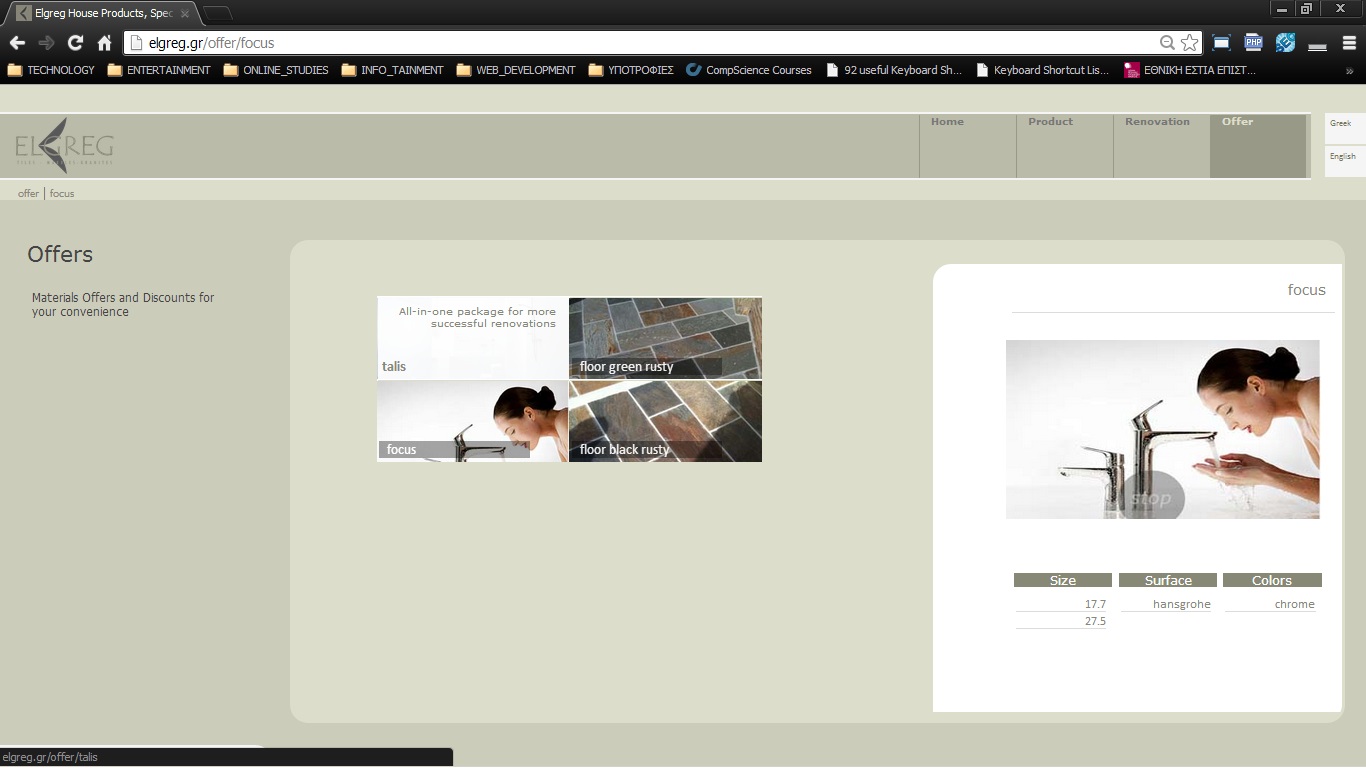 Elgreg House Products, Spec
elgreg.gr/offer/focus
TECHNOLOGY ENTERTAINMENT ONLINE_STUDIES INFO_TAINMENT WEB_DEVELOPMENT ΥΠΟΤΡΟΦΙΕΣ CompScience Courses 92 useful Keyboard Sh... Keyboard Shortcut Lis... ΕΘΝΙΚΗ ΕΣΤΙΑ ΕΠΙΣΤ... »
ELGREG
Home Product Renovation Offer
Greek
English
offer | focus
Offers
Materials Offers and Discounts for
your convenience
All-in-one package for more
successful renovations
talis
floor green rusty
focus
floor black rusty
focus
stop
Size Surface Colors
17.7 hansgrohe chrome
27.5
elgreg.gr/offer/talis